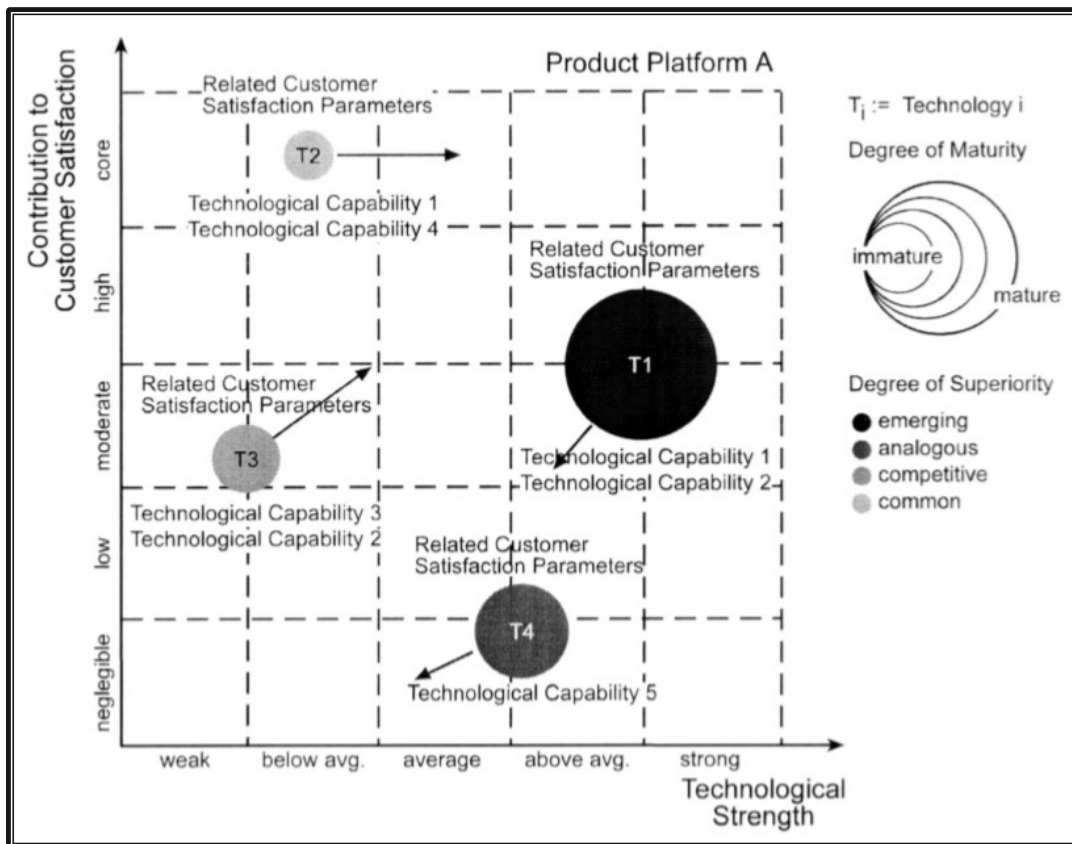 Product Platform A
Contribution to
Customer Satisfaction
core
high
moderate
low
neglegible
Related Customer
Satisfaction Parameters
T2
Technological Capability 1
Technological Capability 4
Related Customer
Satisfaction Parameters
T1
Technological Capability 1
Technological Capability 2
Related Customer
Satisfaction Parameters
T3
Technological Capability 3
Technological Capability 2
Related Customer
Satisfaction Parameters
T4
Technological Capability 5
weak
below avg.
average
above avg.
strong
Technological
Strength
Ti := Technology i
Degree of Maturity
immature
mature
Degree of Superiority
emerging
analogous
competitive
common